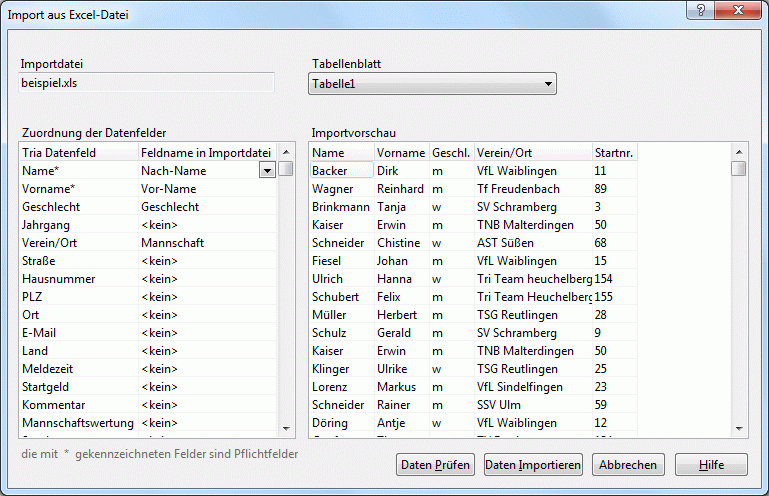 Import aus Excel-Datei
Importdatei
beispiel.xls
Tabellenblatt
Tabelle1
Zuordnung der Datenfelder
Tria Datenfeld Feldname in Importdatei
Name* Nach-Name
Vorname* Vor-Name
Geschlecht Geschlecht
Jahrgang <kein>
Verein/Ort Mannschaft
Straße <kein>
Hausnummer <kein>
PLZ <kein>
Ort <kein>
E-Mail <kein>
Land <kein>
Meldezeit <kein>
Startgeld <kein>
Kommentar <kein>
Mannschaftswertung <kein>
die mit * gekennzeichneten Felder sind Pflichtfelder
Importvorschau
Name Vorname Geschl. Verein/Ort Startnr.
Backer Dirk m VfL Waiblingen 11
Wagner Reinhard m Tf Freudenbach 89
Brinkmann Tanja w SV Schramberg 3
Kaiser Erwin m TNB Malterdingen 50
Schneider Chistine w AST Süßen 68
Fiesel Johan m VfL Waiblingen 15
Ulrich Hanna w Tri Team heuchelberg 154
Schubert Felix m Tri Team Heuchelberg 155
Müller Herbert m TSG Reutlingen 28
Schulz Gerald m SV Schramberg 9
Kaiser Erwin m TNB Malterdingen 50
Klinger Ulrike w TSG Reutlingen 25
Lorenz Markus m VfL Sindelfingen 23
Schneider Rainer m SSV Ulm 59
Döring Antje w VfL Waiblingen 12
Daten Prüfen Daten Importieren Abbrechen Hilfe